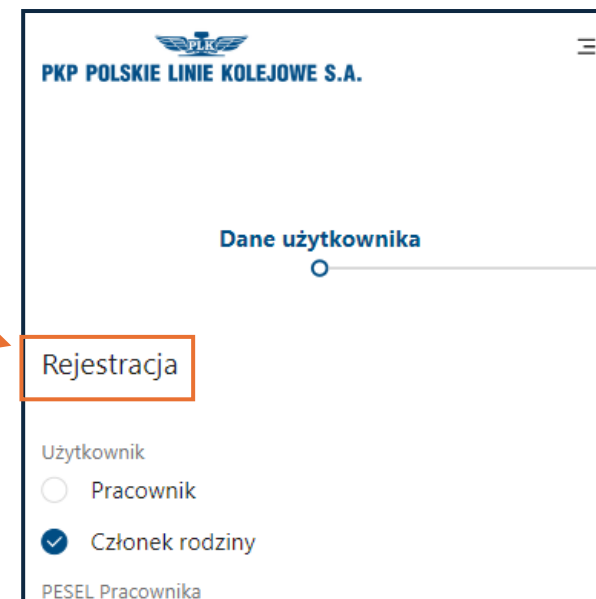 PLK
PKP POLSKIE LINIE KOLEJOWE S.A.
Dane użytkownika
Rejestracja
Użytkownik
Pracownik
Członek rodziny
PESEL Pracownika